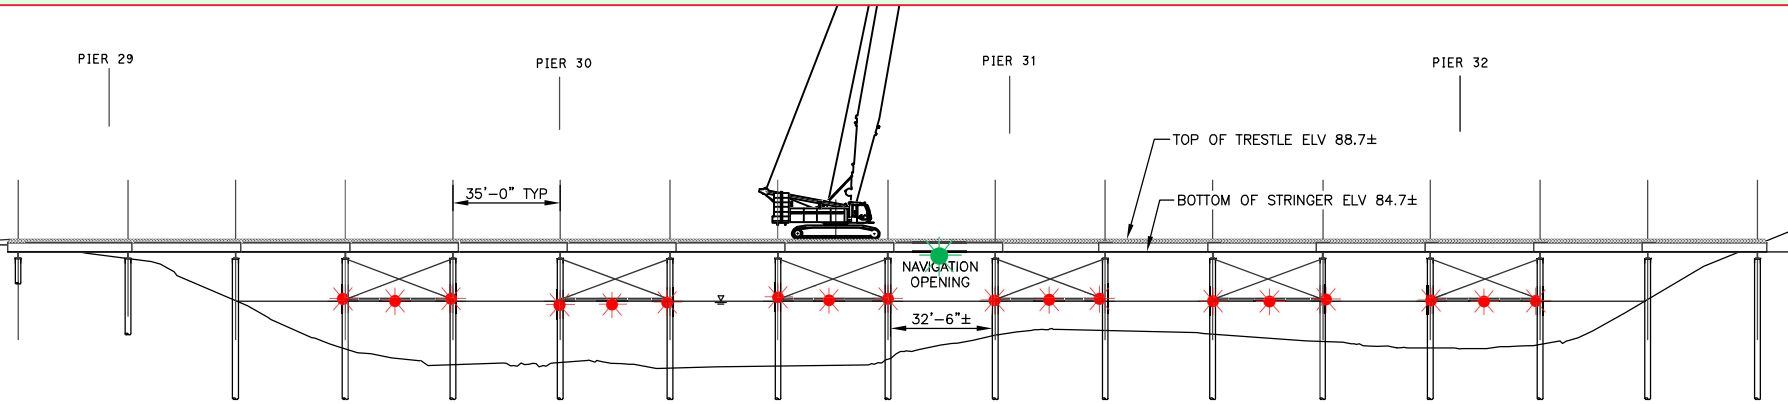 PIER 29
PIER 30
PIER 31
PIER 32
TOP OF TRESTLE ELV 88.7±
35'-0" TYP
BOTTOM OF STRINGER ELV 84.7±
NAVIGATION
OPENING
32'-6"±